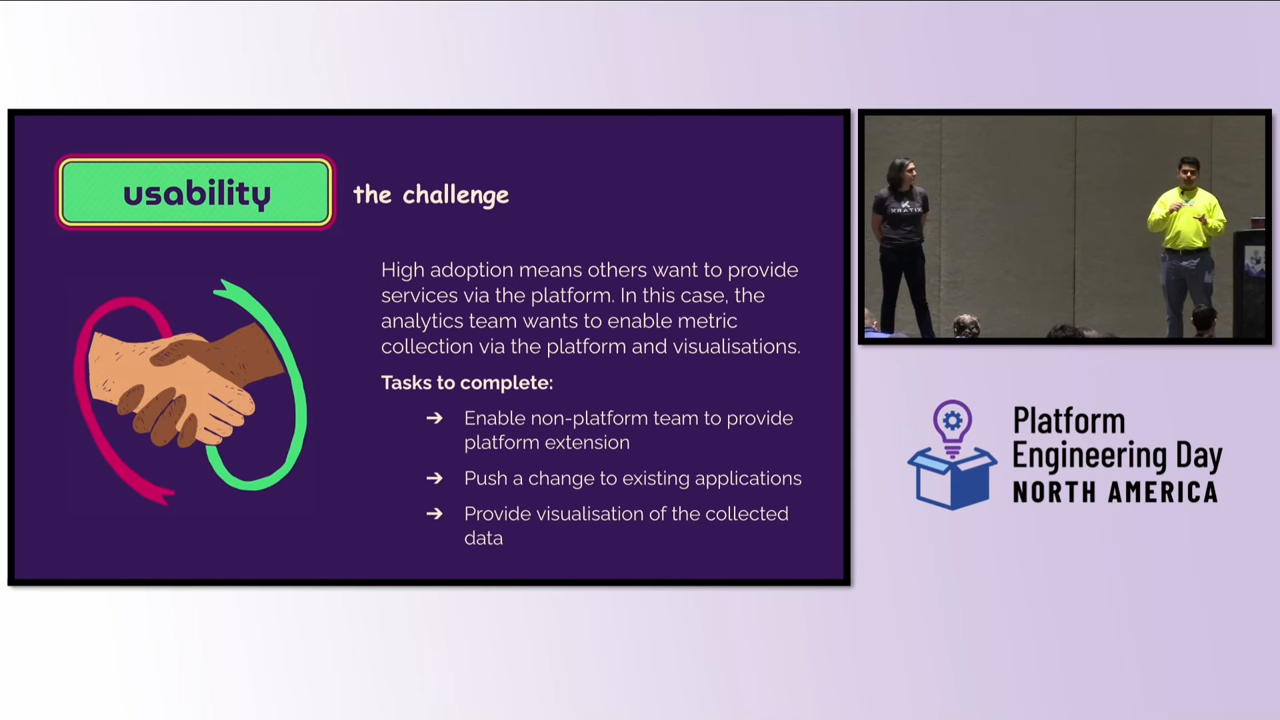 usability
the challenge
High adoption means others want to provide
services via the platform. In this case, the
analytics team wants to enable metric
collection via the platform and visualisations.
Tasks to complete:
➔ Enable non-platform team to provide
platform extension
➔ Push a change to existing applications
➔ Provide visualisation of the collected
data
KRATIX
Platform
Engineering Day
NORTH AMERICA